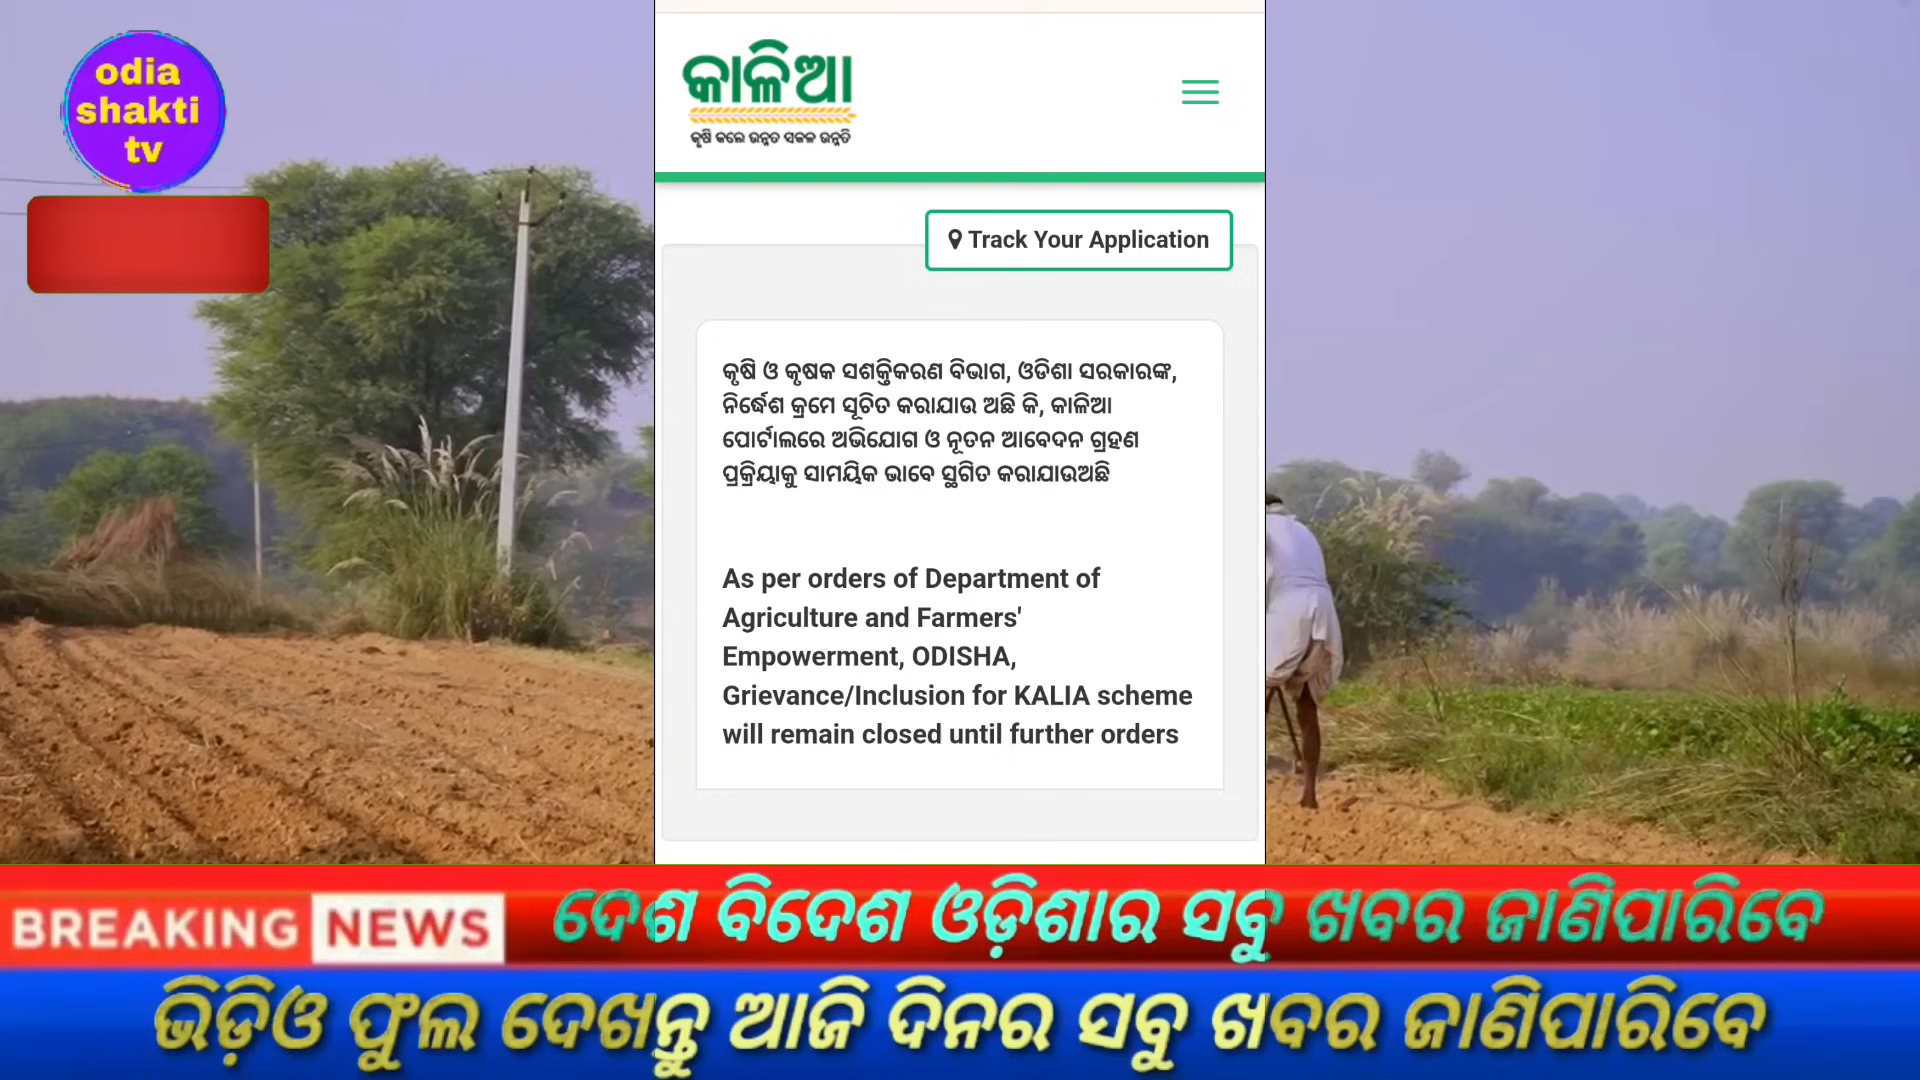 odia
shakti
tv
କାଳିଆ
କୃଷି କଲେ ଉନ୍ନତ ସକଳ ଉନ୍ନତି
Track Your Application
କୃଷି ଓ କୃଷକ ସଶକ୍ତିକରଣ ବିଭାଗ, ଓଡିଶା ସରକାରଙ୍କ,
ନିର୍ଦ୍ଧେଶ କ୍ରମେ ସୂଚିତ କରାଯାଉ ଅଛି କି, କାଳିଆ
ପୋର୍ଟାଲରେ ଅଭିଯୋଗ ଓ ନୂତନ ଆବେଦନ ଗ୍ରହଣ
ପ୍ରକ୍ରିୟାକୁ ସାମୟିକ ଭାବେ ସ୍ଥଗିତ କରାଯାଉଅଛି
As per orders of Department of
Agriculture and Farmers'
Empowerment, ODISHA,
Grievance/Inclusion for KALIA scheme
will remain closed until further orders
BREAKING NEWS
ଦେଶ ବିଦେଶ ଓଡ଼ିଶାର ସବୁ ଖବର ଜାଣିପାରିବେ
ଭିଡ଼ିଓ ଫୁଲ ଦେଖନ୍ତୁ ଆଜି ଦିନର ସବୁ ଖବର ଜାଣିପାରିବେ